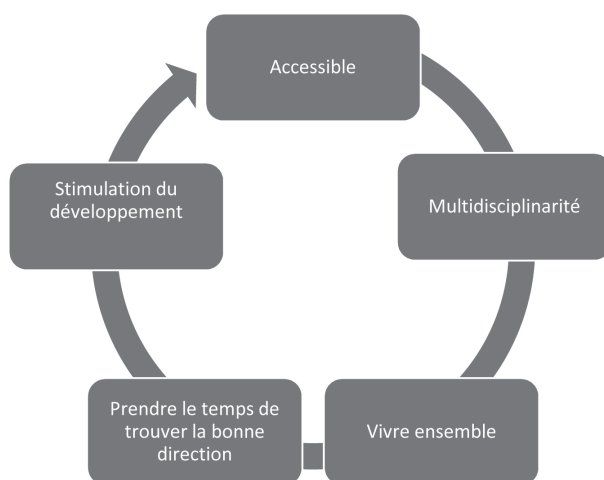 Accessible
Multidisciplinarité
Vivre ensemble
Prendre le temps de
trouver la bonne
direction
Stimulation du
développement